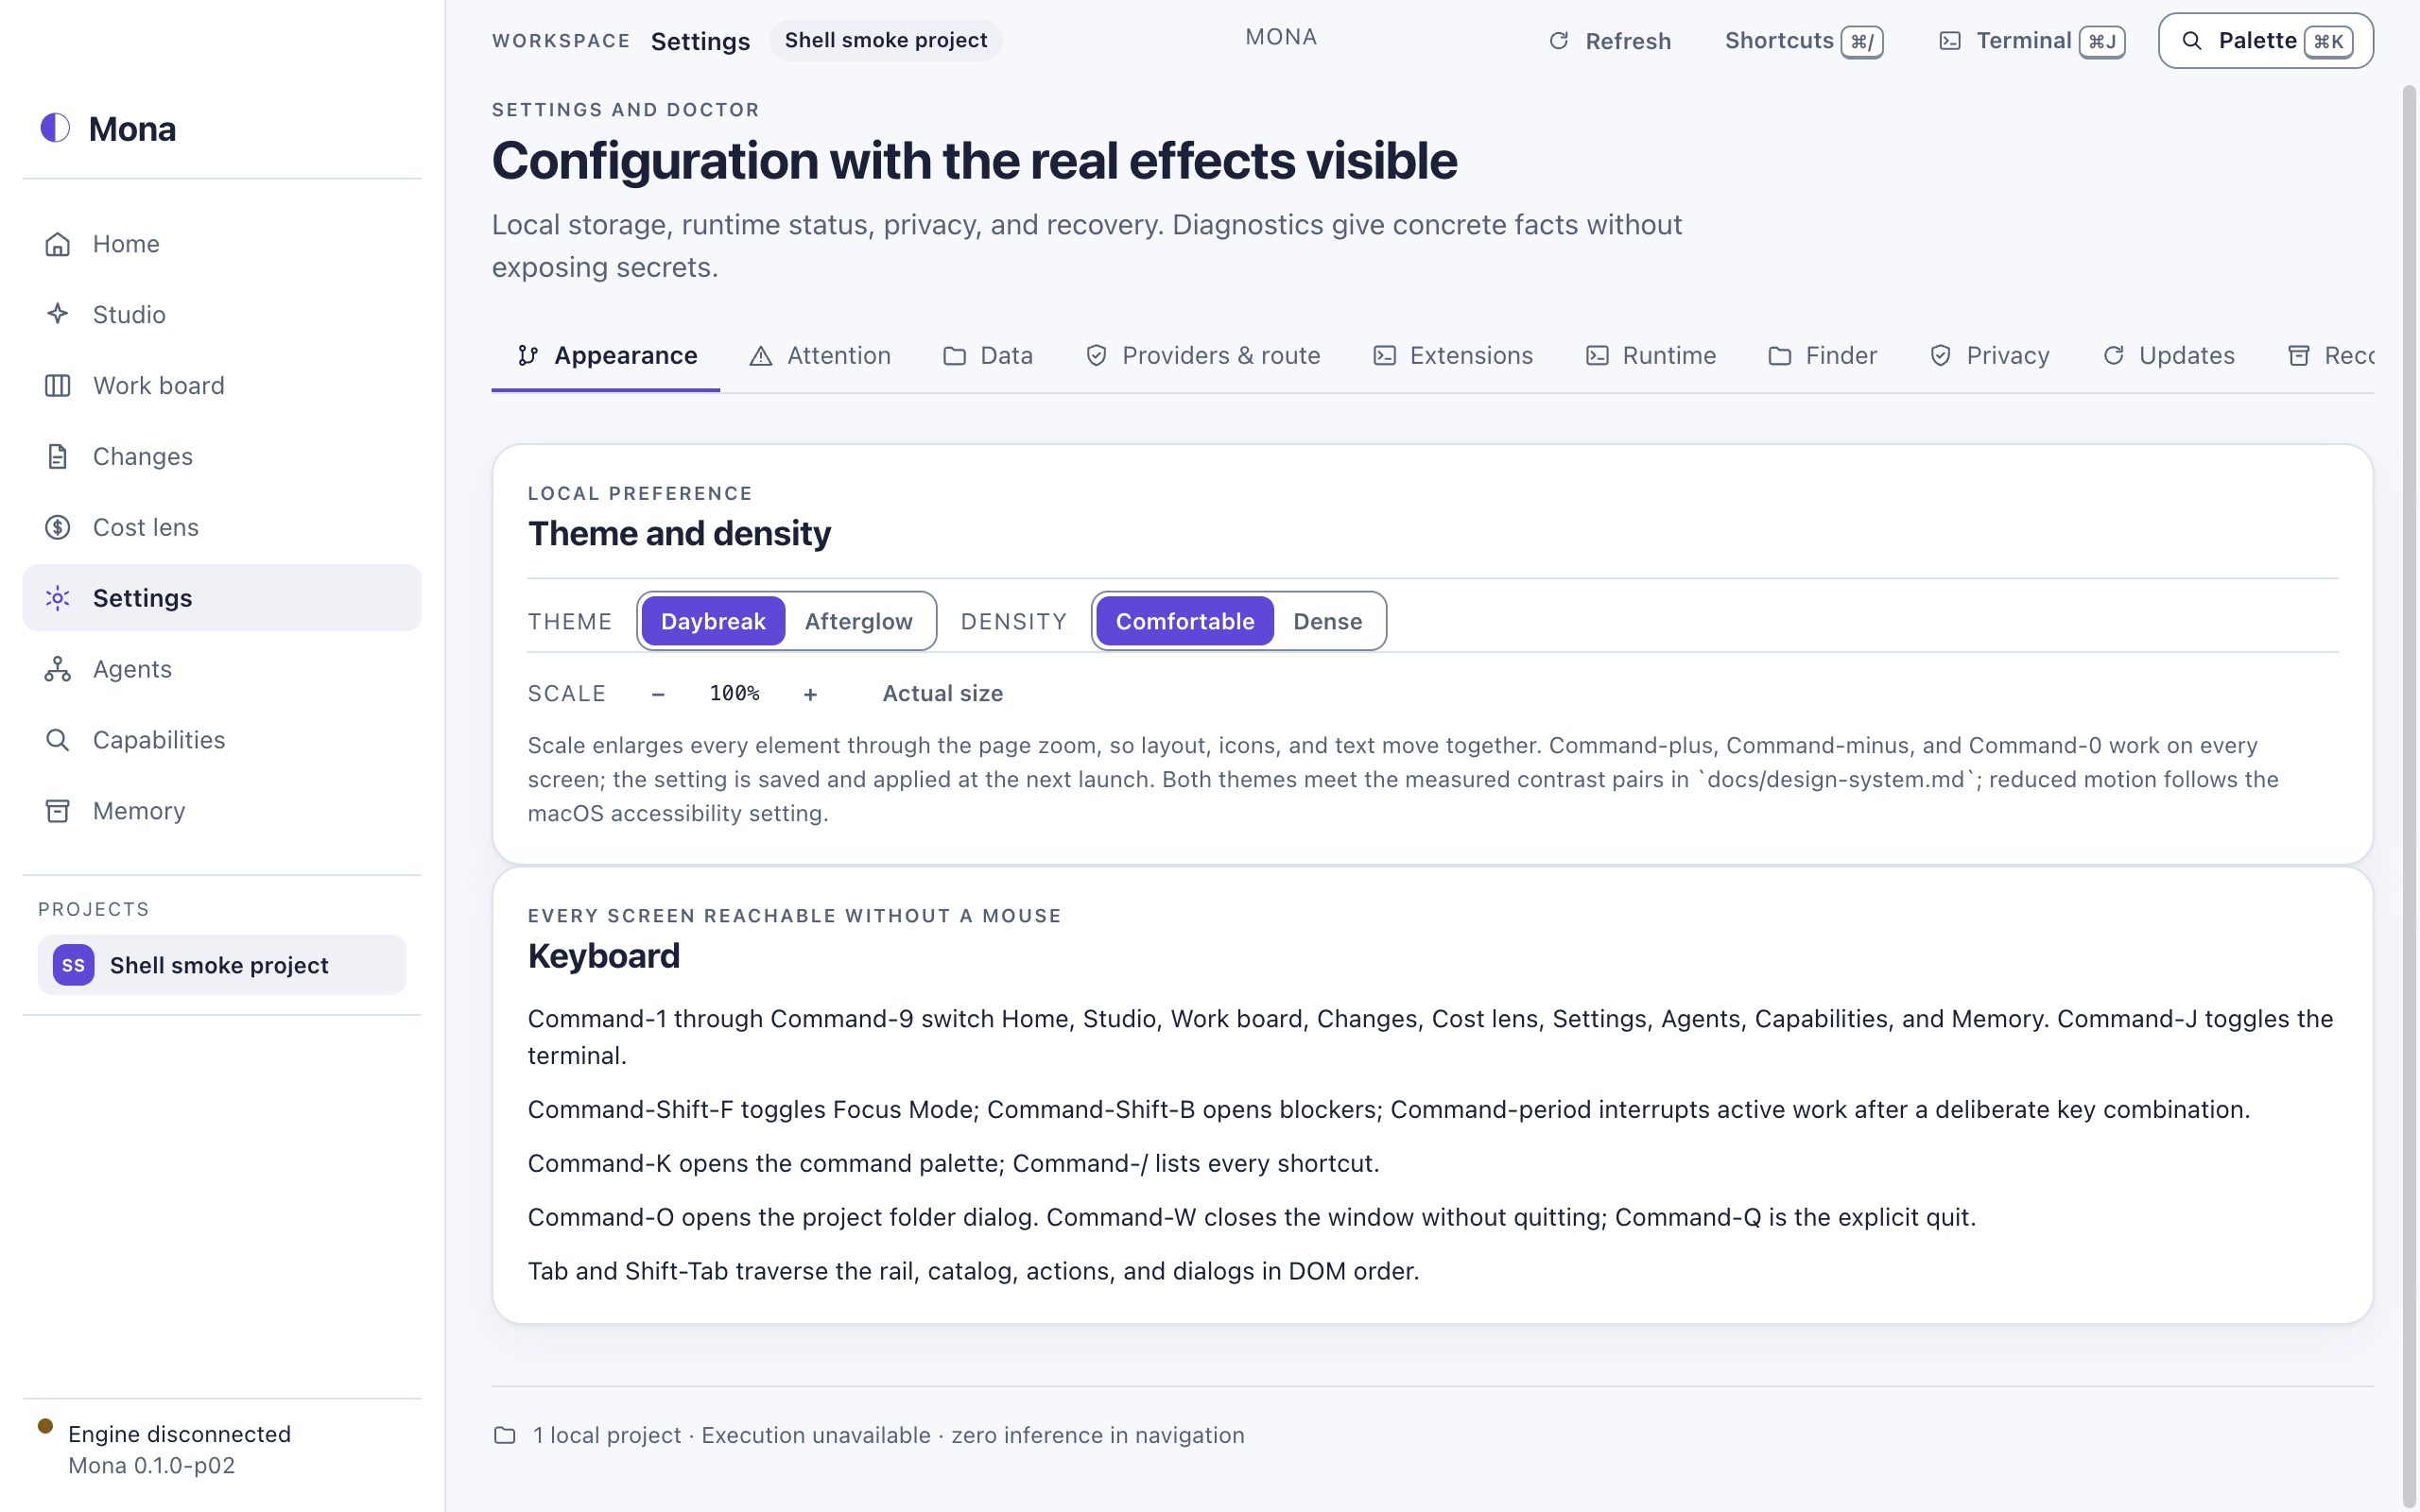 WORKSPACE Settings Shell smoke project MONA Refresh Shortcuts ⌘/ Terminal ⌘J Palette ⌘K
Mona
Home
Studio
Work board
Changes
Cost lens
Settings
Agents
Capabilities
Memory
PROJECTS
SS Shell smoke project
Engine disconnected
Mona 0.1.0-p02
SETTINGS AND DOCTOR
Configuration with the real effects visible
Local storage, runtime status, privacy, and recovery. Diagnostics give concrete facts without
exposing secrets.
Appearance Attention Data Providers & route Extensions Runtime Finder Privacy Updates
LOCAL PREFERENCE
Theme and density
THEME Daybreak Afterglow DENSITY Comfortable Dense
SCALE − 100% + Actual size
Scale enlarges every element through the page zoom, so layout, icons, and text move together. Command-plus, Command-minus, and Command-0 work on every
screen; the setting is saved and applied at the next launch. Both themes meet the measured contrast pairs in `docs/design-system.md`; reduced motion follows the
macOS accessibility setting.
EVERY SCREEN REACHABLE WITHOUT A MOUSE
Keyboard
Command-1 through Command-9 switch Home, Studio, Work board, Changes, Cost lens, Settings, Agents, Capabilities, and Memory. Command-J toggles the
terminal.
Command-Shift-F toggles Focus Mode; Command-Shift-B opens blockers; Command-period interrupts active work after a deliberate key combination.
Command-K opens the command palette; Command-/ lists every shortcut.
Command-O opens the project folder dialog. Command-W closes the window without quitting; Command-Q is the explicit quit.
Tab and Shift-Tab traverse the rail, catalog, actions, and dialogs in DOM order.
1 local project · Execution unavailable · zero inference in navigation